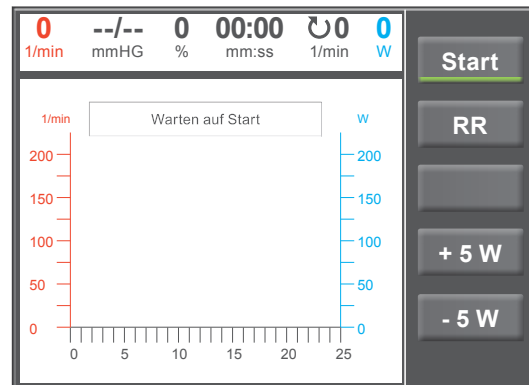 0 --/-- 0 00:00 0 0
1/min mmHG % mm:ss 1/min W
Start
RR
+ 5 W
- 5 W
1/min Warten auf Start W
200 200
150 150
100 100
50 50
0 0
0 5 10 15 20 25